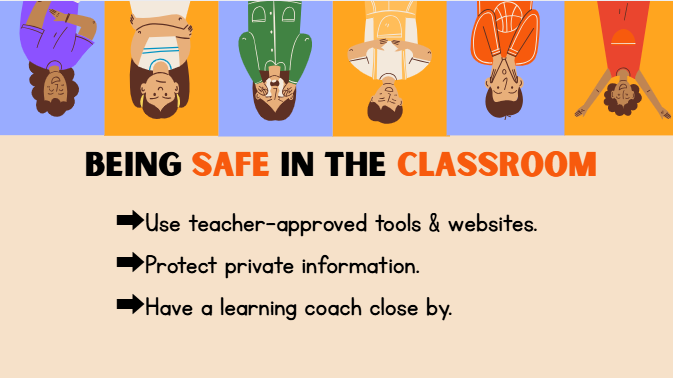 BEING SAFE IN THE CLASSROOM
Use teacher-approved tools & websites.
Protect private information.
Have a learning coach close by.